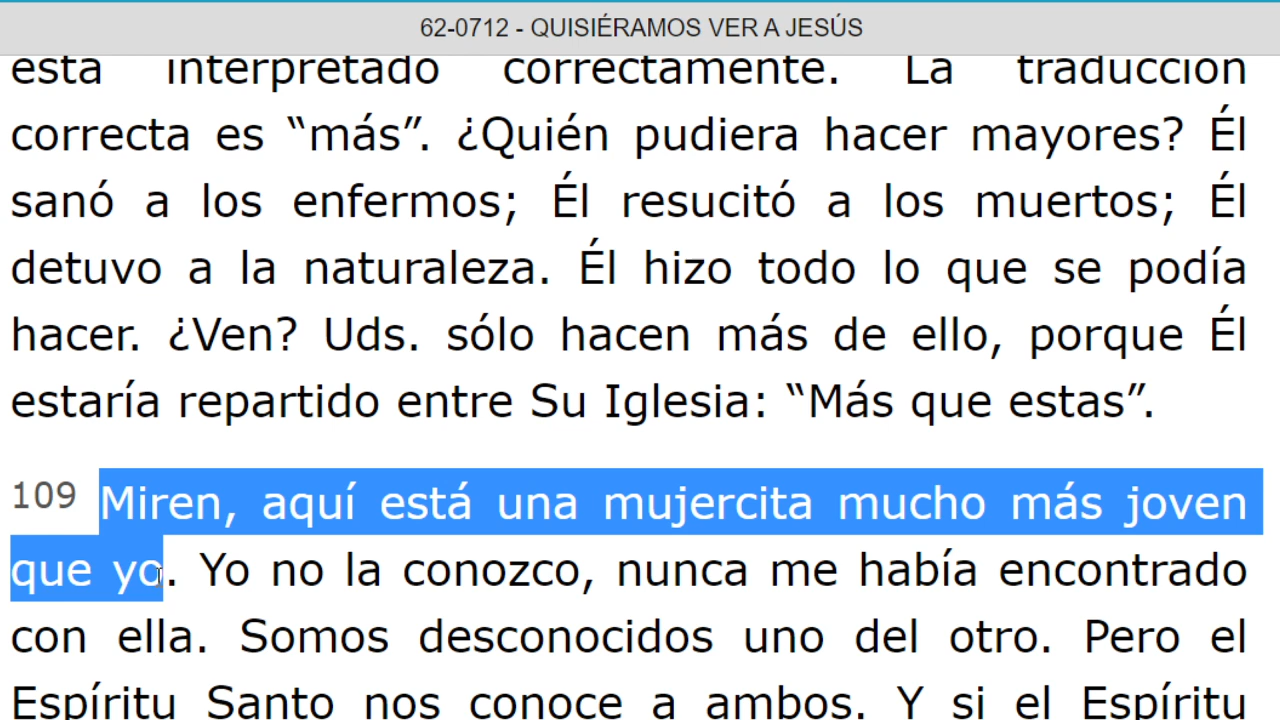 62-0712 - QUISIÉRAMOS VER A JESÚS
está interpretado correctamente. La traducción
correcta es “más”. ¿Quién pudiera hacer mayores? Él
sanó a los enfermos; Él resucitó a los muertos; Él
detuvo a la naturaleza. Él hizo todo lo que se podía
hacer. ¿Ven? Uds. sólo hacen más de ello, porque Él
estaría repartido entre Su Iglesia: “Más que estas”.
109 Miren, aquí está una mujercita mucho más joven
que yo. Yo no la conozco, nunca me había encontrado
con ella. Somos desconocidos uno del otro. Pero el
Espíritu Santo nos conoce a ambos. Y si el Espíritu